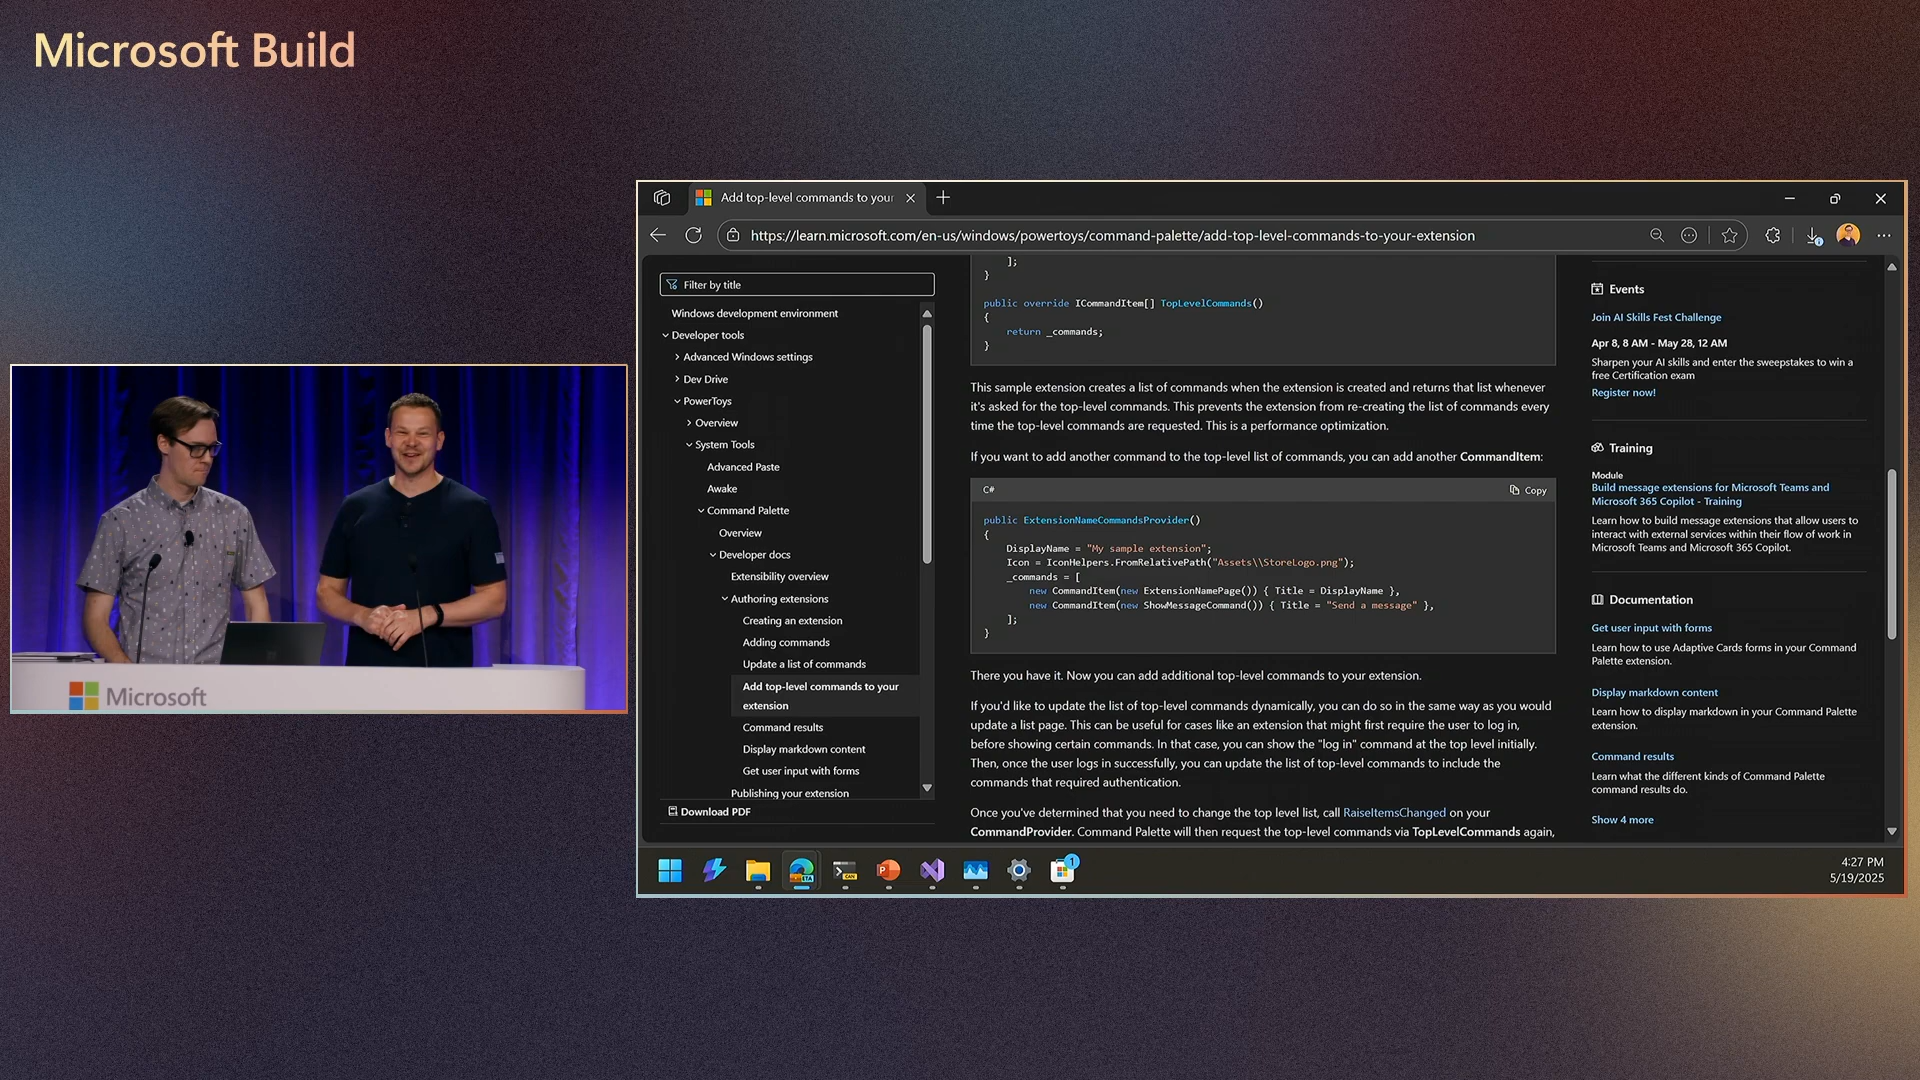 Microsoft Build
Add top-level commands to your
https://learn.microsoft.com/en-us/windows/powertoys/command-palette/add-top-level-commands-to-your-extension
Filter by title
Windows development environment
Developer tools
Advanced Windows settings
Dev Drive
PowerToys
Overview
System Tools
Advanced Paste
Awake
Command Palette
Overview
Developer docs
Extensibility overview
Authoring extensions
Creating an extension
Adding commands
Update a list of commands
Add top-level commands to your
extension
Command results
Display markdown content
Get user input with forms
Publishing your extension
Download PDF
];
}
public override ICommandItem[] TopLevelCommands()
{
return _commands;
}
This sample extension creates a list of commands when the extension is created and returns that list whenever
it's asked for the top-level commands. This prevents the extension from re-creating the list of commands every
time the top-level commands are requested. This is a performance optimization.
If you want to add another command to the top-level list of commands, you can add another CommandItem:
C#
Copy
public ExtensionNameCommandsProvider()
{
DisplayName = "My sample extension";
Icon = IconHelpers.FromRelativePath("Assets\\StoreLogo.png");
_commands = [
new CommandItem(new ExtensionNamePage()) { Title = DisplayName },
new CommandItem(new ShowMessageCommand()) { Title = "Send a message" },
];
}
There you have it. Now you can add additional top-level commands to your extension.
If you'd like to update the list of top-level commands dynamically, you can do so in the same way as you would
update a list page. This can be useful for cases like an extension that might first require the user to log in,
before showing certain commands. In that case, you can show the "log in" command at the top level initially.
Then, once the user logs in successfully, you can update the list of top-level commands to include the
commands that required authentication.
Once you've determined that you need to change the top level list, call RaiseItemsChanged on your
CommandProvider. Command Palette will then request the top-level commands via TopLevelCommands again,
Events
Join AI Skills Fest Challenge
Apr 8, 8 AM - May 28, 12 AM
Sharpen your AI skills and enter the sweepstakes to win a
free Certification exam
Register now!
Training
Module
Build message extensions for Microsoft Teams and
Microsoft 365 Copilot - Training
Learn how to build message extensions that allow users to
interact with external services within their flow of work in
Microsoft Teams and Microsoft 365 Copilot.
Documentation
Get user input with forms
Learn how to use Adaptive Cards forms in your Command
Palette extension.
Display markdown content
Learn how to display markdown in your Command Palette
extension.
Command results
Learn what the different kinds of Command Palette
command results do.
Show 4 more
1
4:27 PM
5/19/2025
Microsoft